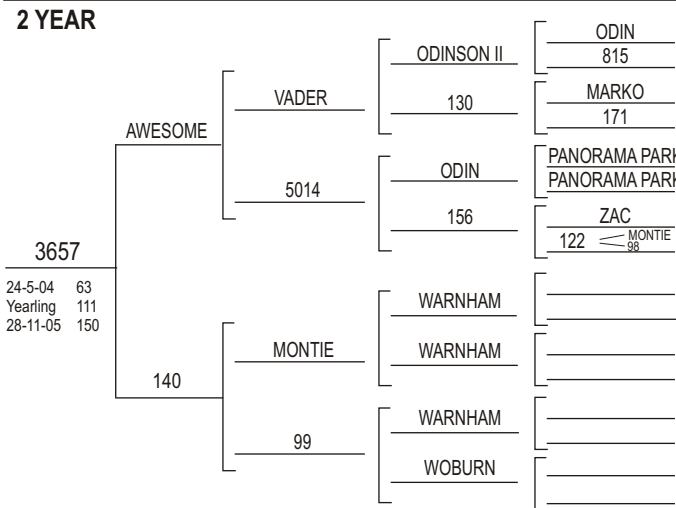 2 YEAR
ODIN
ODINSON II
815
VADER
MARKO
130
171
AWESOME
PANORAMA PARK
ODIN
PANORAMA PARK
5014
156
ZAC
122
MONTIE
98
3657
24-5-04 63
Yearling 111
28-11-05 150
WARNHAM
MONTIE
WARNHAM
140
WARNHAM
99
WOBURN